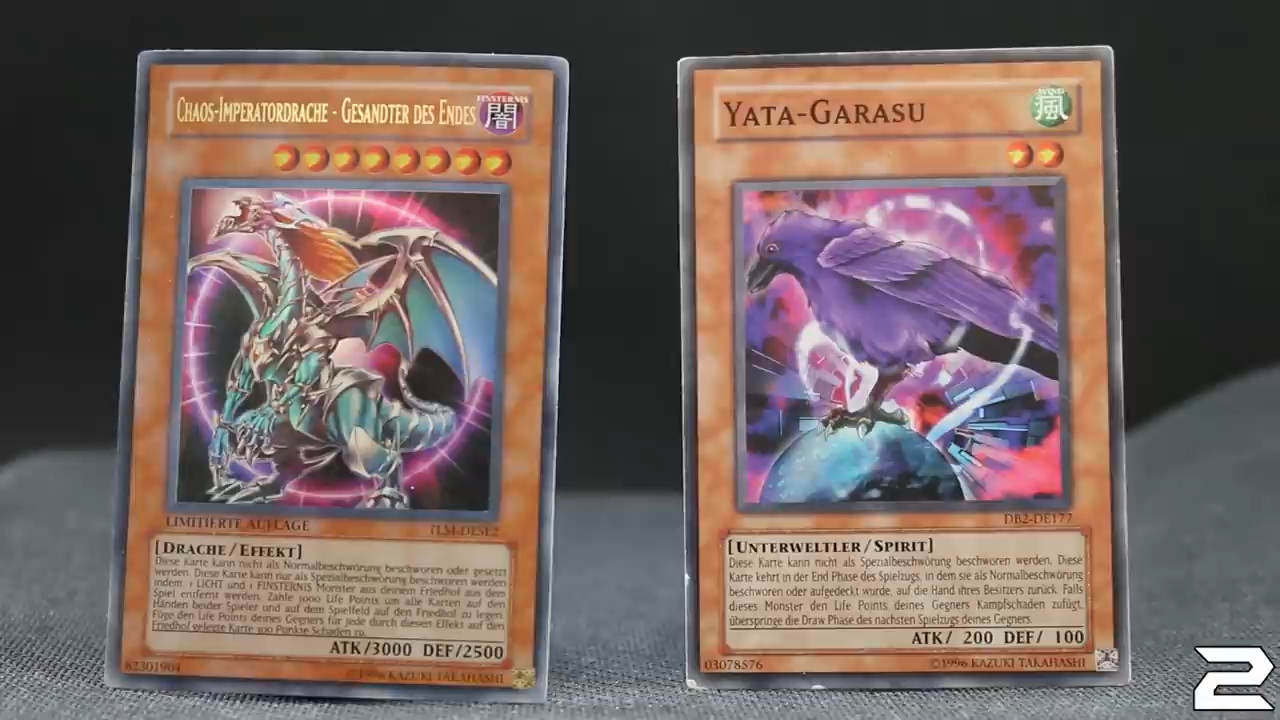 CHAOS-IMPERATORDRACHE - GESANDTER DES ENDES
FINSTERNIS
闇
LIMITIERTE AUFLAGE
[DRACHE/EFFEKT]
Diese Karte kann nicht als Normalbeschwörung beschworen oder gesetzt
werden. Diese Karte kann nur als Spezialbeschwörung beschworen werden
indem 1 LICHT und 1 FINSTERNIS Monster aus deinem Friedhof aus dem
Spiel entfernt werden. Zahle 1000 Life Points um alle Karten auf den
Händen beider Spieler und auf dem Spielfeld auf den Friedhof zu legen.
Füge den Life Points deines Gegners für jede durch diesen Effekt auf den
Friedhof gelegte Karte 300 Punkte Schaden zu.
ATK/3000 DEF/2500
82301904
©1996 KAZUKI TAKAHASHI
YATA-GARASU
WIND
風
DB2-DE177
[UNTERWELTLER/SPIRIT]
Diese Karte kann nicht als Spezialbeschwörung beschworen werden. Diese
Karte kehrt in der End Phase des Spielzugs, in dem sie als Normalbeschwörung
beschworen oder aufgedeckt wurde, auf die Hand ihres Besitzers zurück. Falls
dieses Monster den Life Points deines Gegners Kampfschaden zufügt,
überspringe die Draw Phase des nächsten Spielzugs deines Gegners.
ATK/ 200 DEF/ 100
03078576
©1996 KAZUKI TAKAHASHI
2